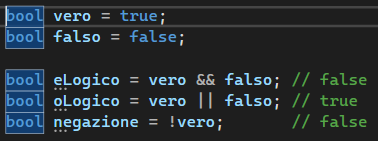 bool vero = true;
bool falso = false;
bool eLogico = vero && falso; // false
bool oLogico = vero || falso; // true
bool negazione = !vero; // false